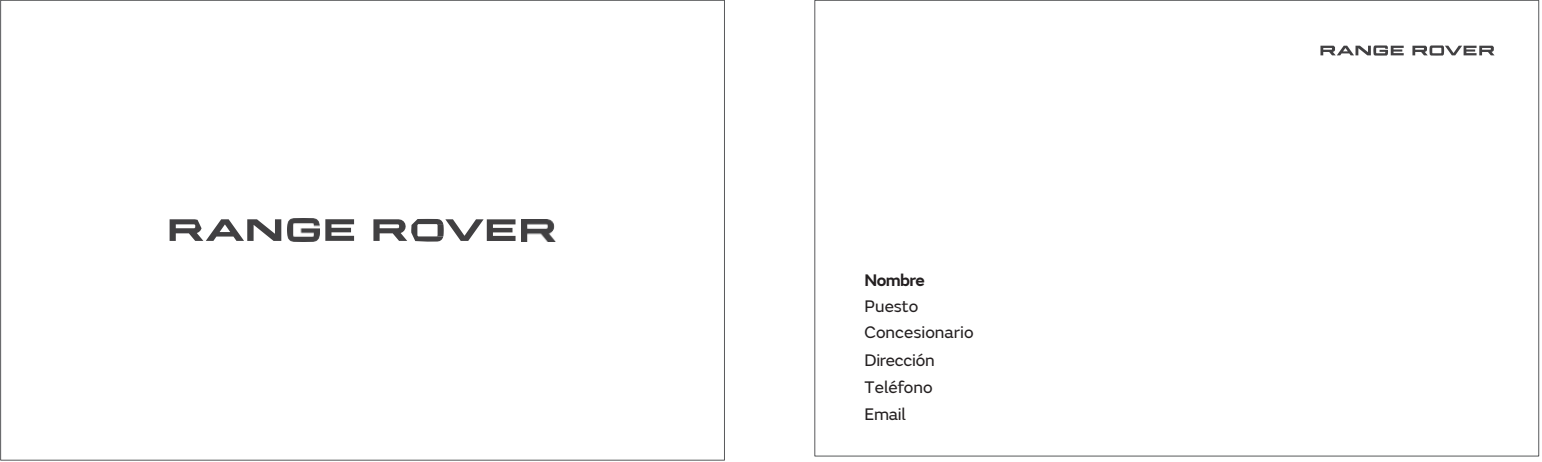 RANGE ROVER
RANGE ROVER
Nombre
Puesto
Concesionario
Dirección
Teléfono
Email